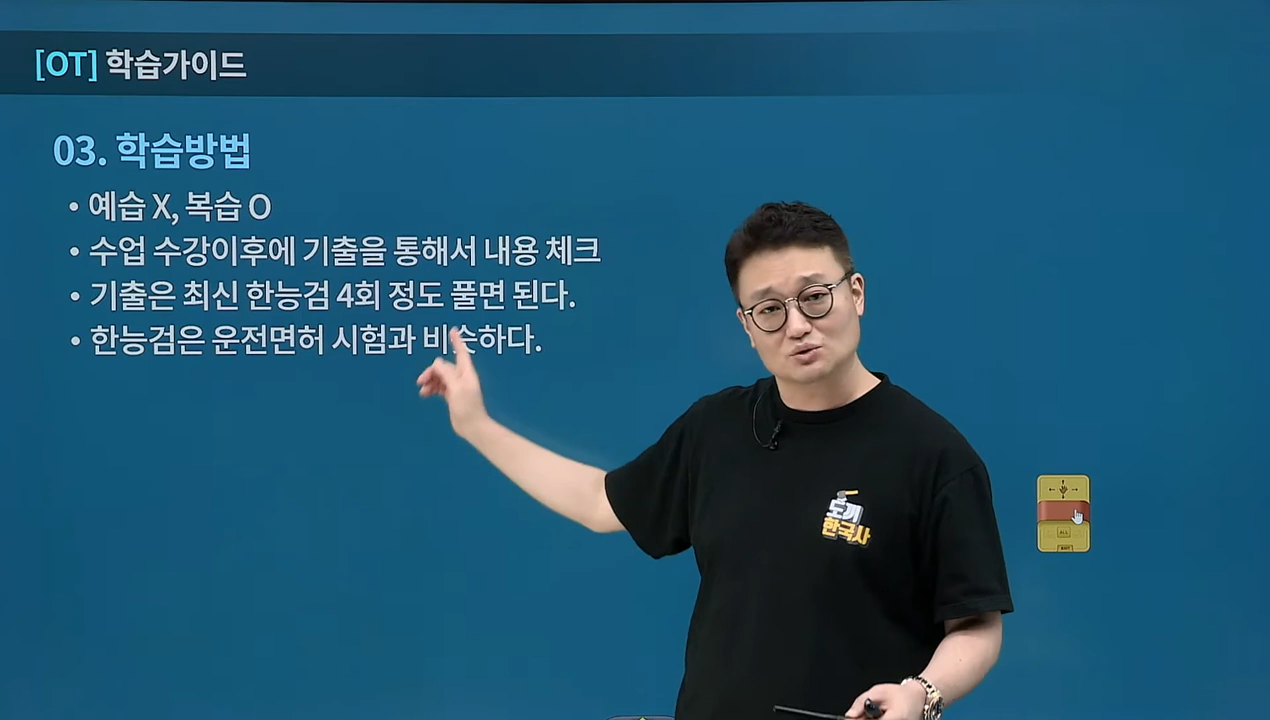 [OT] 학습가이드
03. 학습방법
• 예습 X, 복습 O
• 수업 수강이후에 기출을 통해서 내용 체크
• 기출은 최신 한능검 4회 정도 풀면 된다.
• 한능검은 운전면허 시험과 비슷하다.
도끼
한국사
ALL